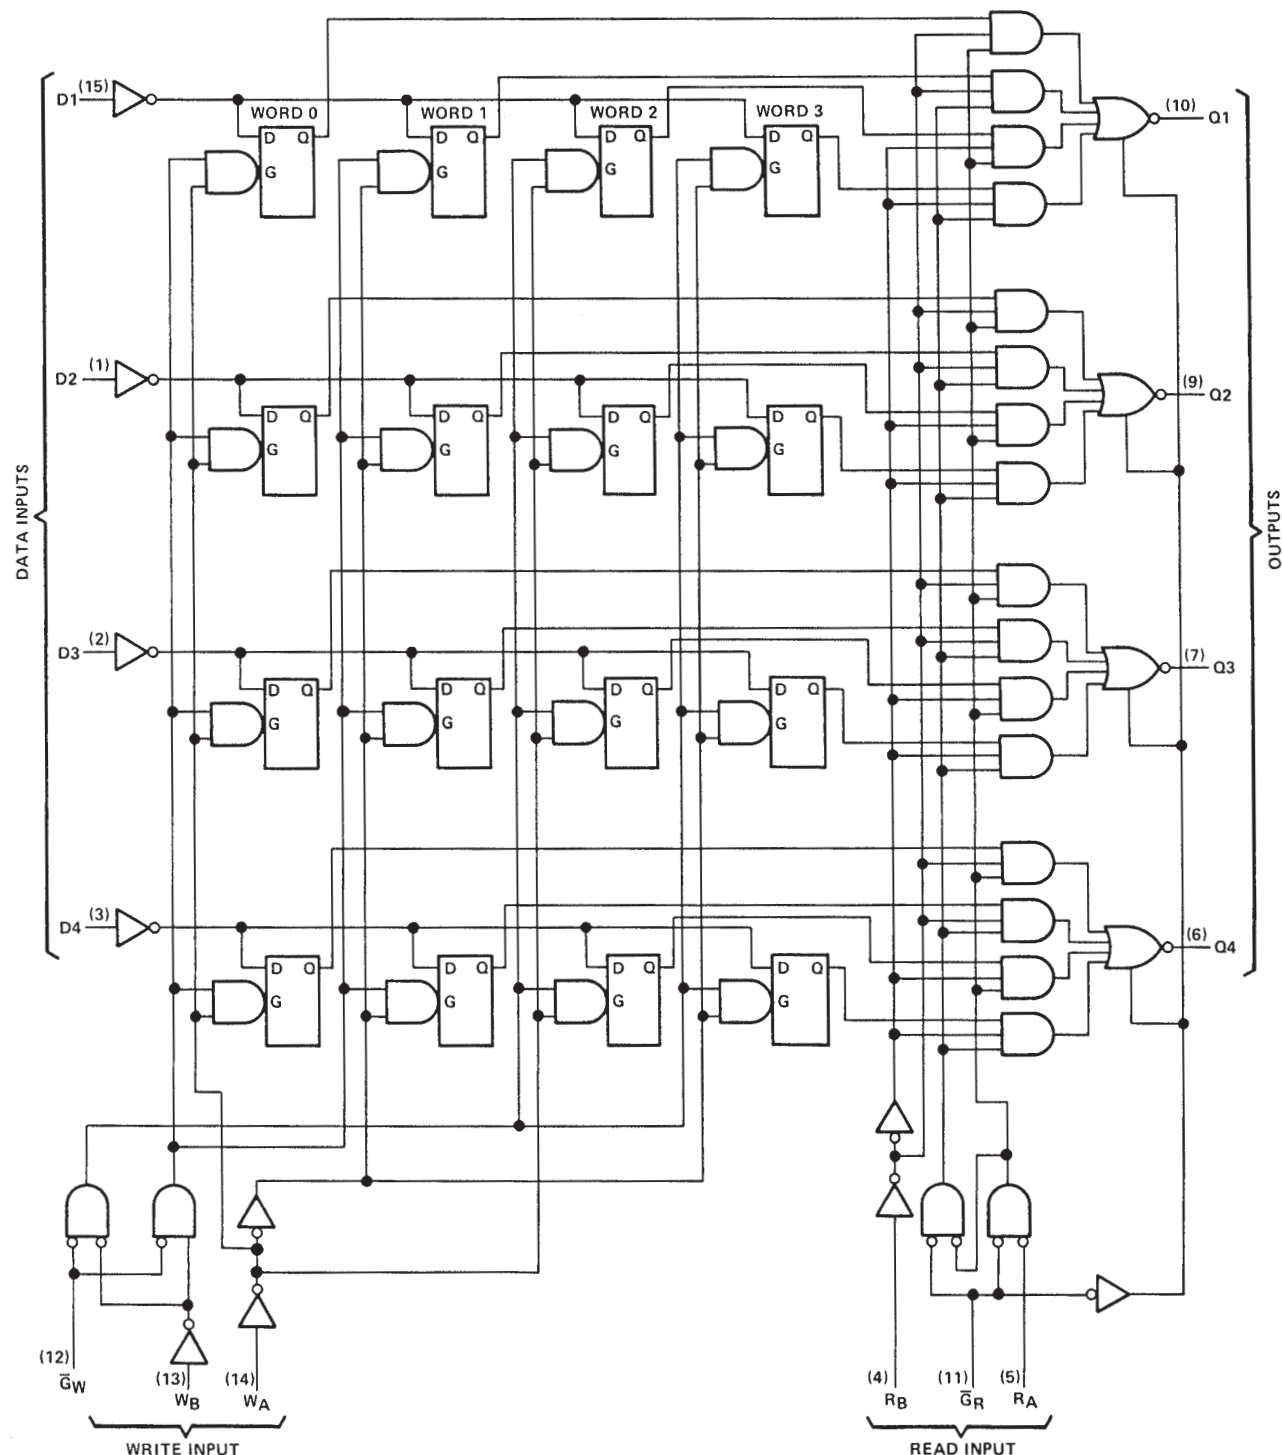 (15)
D1
WORD 0 WORD 1 WORD 2 WORD 3
D Q D Q D Q D Q
G G G G
(10)
Q1
(1)
D2
D Q D Q D Q D Q
G G G G
(9)
Q2
DATA INPUTS
OUTPUTS
(2)
D3
D Q D Q D Q D Q
G G G G
(7)
Q3
(3)
D4
D Q D Q D Q D Q
G G G G
(6)
Q4
(12) (13) (14) (4) (11) (5)
G̅W WB WA RB G̅R RA
WRITE INPUT READ INPUT